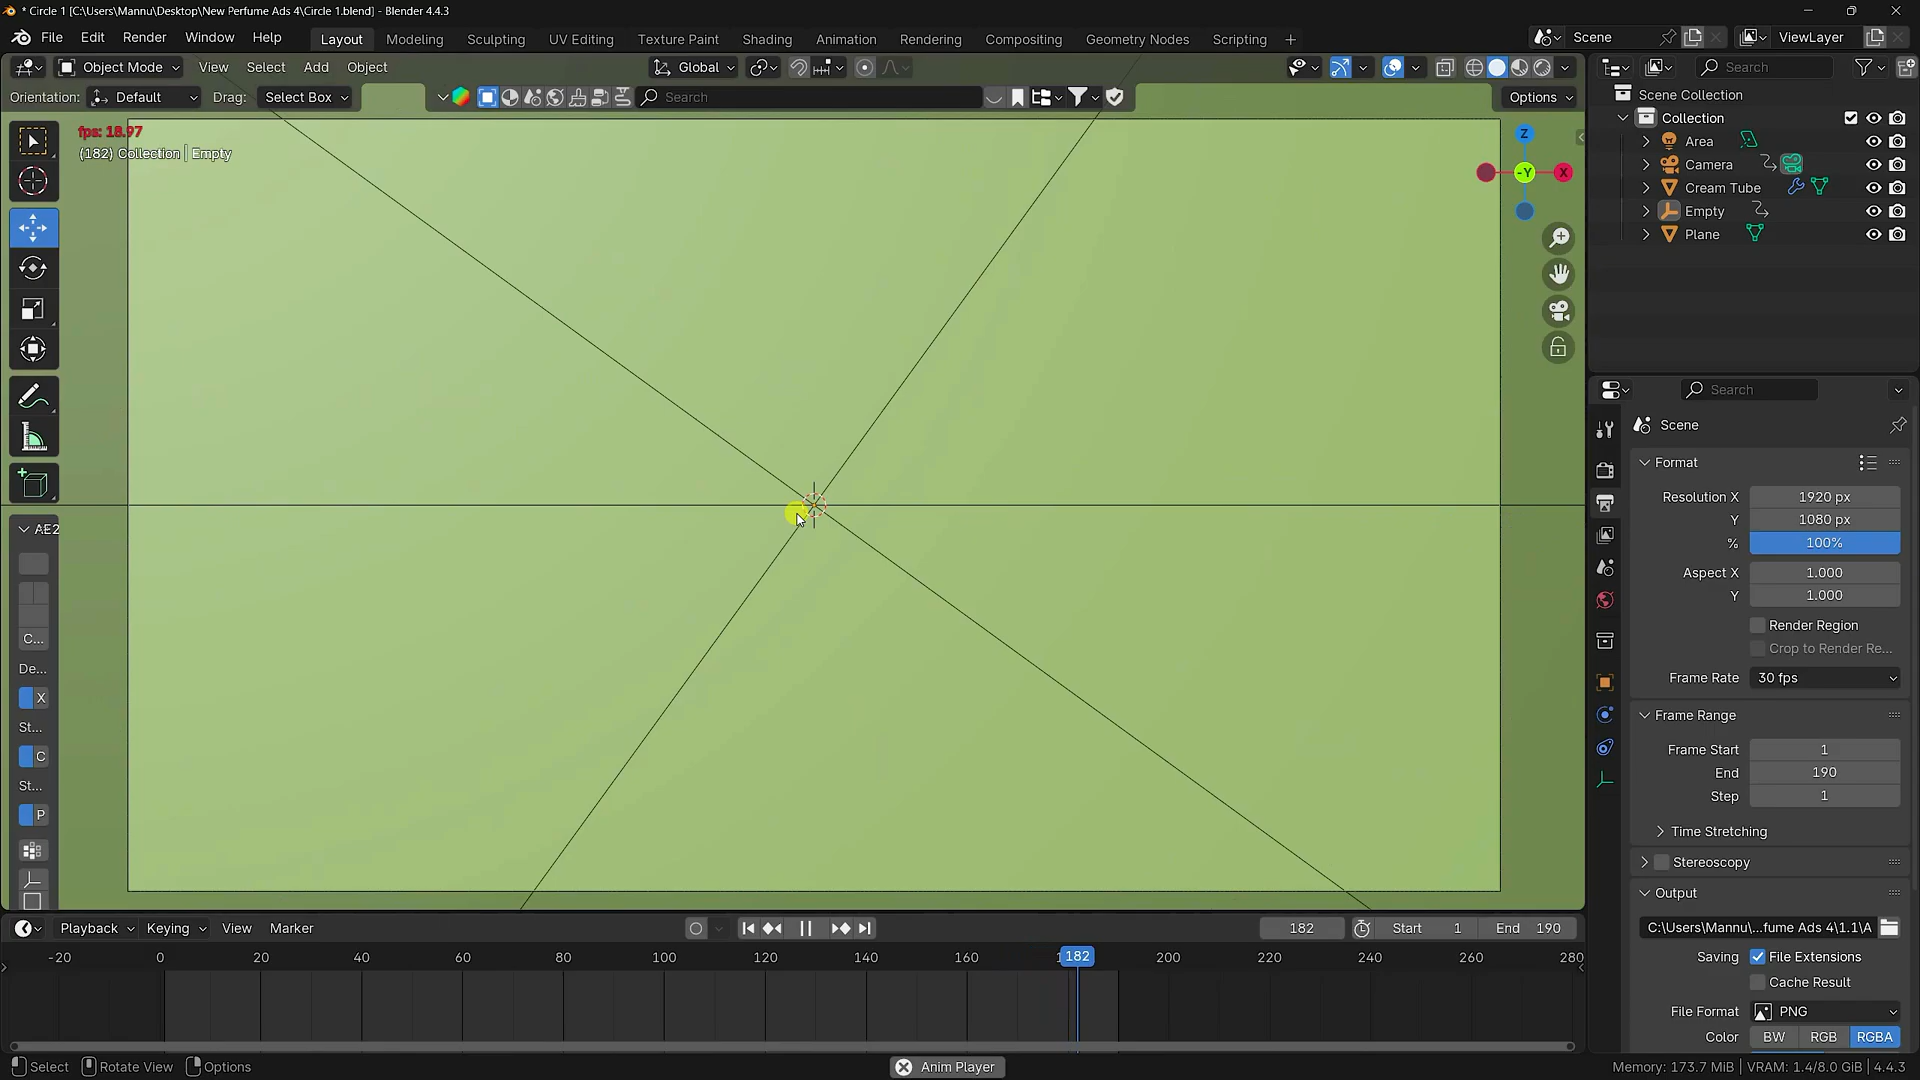 * Circle 1 [C:\Users\Mannu\Desktop\New Perfume Ads 4\Circle 1.blend] - Blender 4.4.3
File Edit Render Window Help
Layout Modeling Sculpting UV Editing Texture Paint Shading Animation Rendering Compositing Geometry Nodes Scripting +
Scene
ViewLayer
Object Mode View Select Add Object
Global
Search
Orientation: Default Drag: Select Box
Search
Options
Scene Collection
Collection
Area
Camera
Cream Tube
Empty
Plane
fps: 18.97
(182) Collection | Empty
Z
-Y
X
AE2
C...
De...
X
St...
C
St...
P
Search
Scene
Format
Resolution X 1920 px
Y 1080 px
% 100%
Aspect X 1.000
Y 1.000
Render Region
Crop to Render Re...
Frame Rate 30 fps
Frame Range
Frame Start 1
End 190
Step 1
Time Stretching
Stereoscopy
Output
C:\Users\Mannu\...fume Ads 4\1.1\A
Saving File Extensions
Cache Result
File Format PNG
Color BW RGB RGBA
Playback Keying View Marker
182 Start 1 End 190
-20 0 20 40 60 80 100 120 140 160 182 200 220 240 260 280
Select Rotate View Options
Anim Player
Memory: 173.7 MiB | VRAM: 1.4/8.0 GiB | 4.4.3